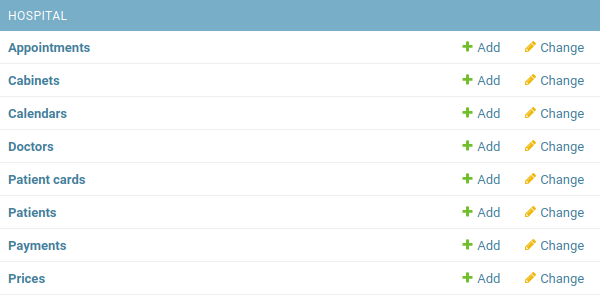 HOSPITAL
Appointments Add Change
Cabinets Add Change
Calendars Add Change
Doctors Add Change
Patient cards Add Change
Patients Add Change
Payments Add Change
Prices Add Change